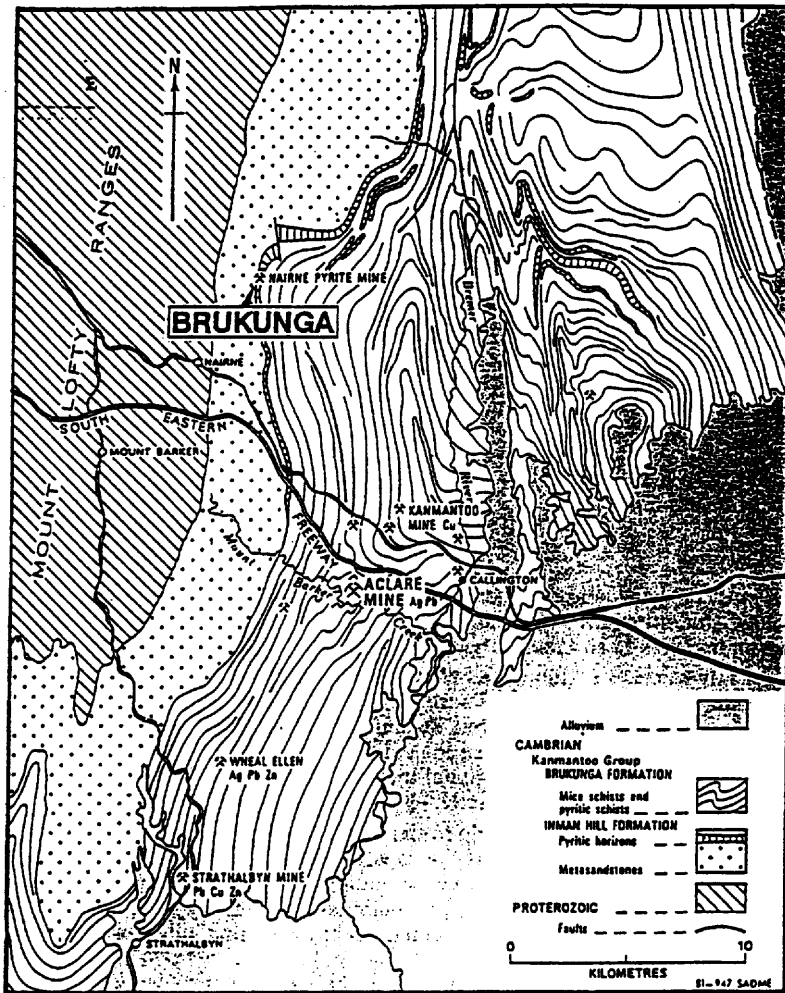 N
M
RANGES
NAIRNE PYRITE MINE
BRUKUNGA
NAIRNE
LOFTY
SOUTH EASTERN
FREEWAY
MOUNT BARKER
MOUNT
Bremer
River
KANMANTOO
MINE Cu
Mount
Barker
Creek
ACLARE
MINE Ag Pb
CALLINGTON
WHEAL ELLEN
Ag Pb Zn
STRATHALBYN MINE
Pb Cu Zn
STRATHALBYN
Alluvium
CAMBRIAN
Kanmantoo Group
BRUKUNGA FORMATION
Mica schists and
pyritic schists
INMAN HILL FORMATION
Pyritic horizons
Metasandstones
PROTEROZOIC
Faults
0 10
KILOMETRES
81-947 SADME